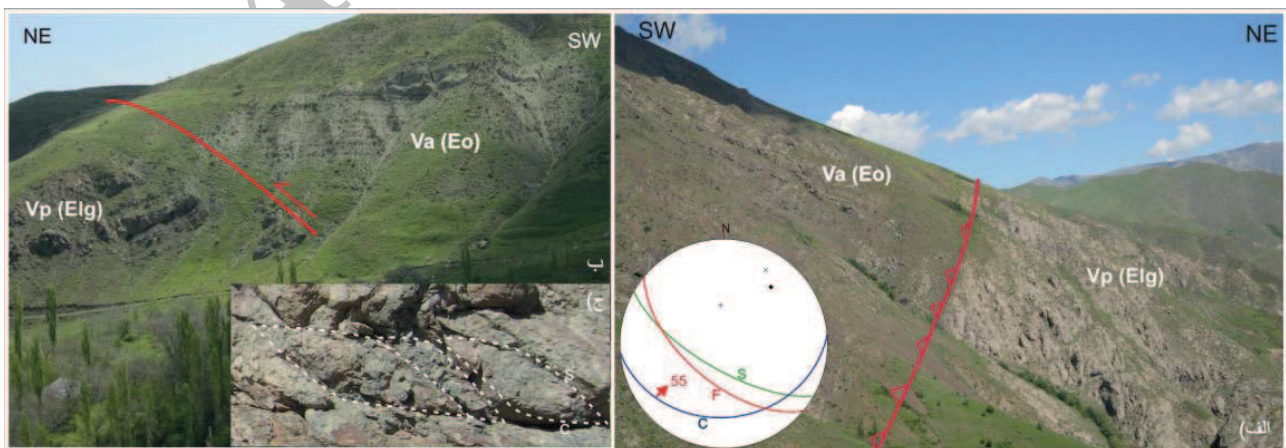 NE
SW
Va (Eo)
Vp (Elg)
ب
ج)
S
C
SW
NE
Va (Eo)
Vp (Elg)
N
S
55
F
C
الف)